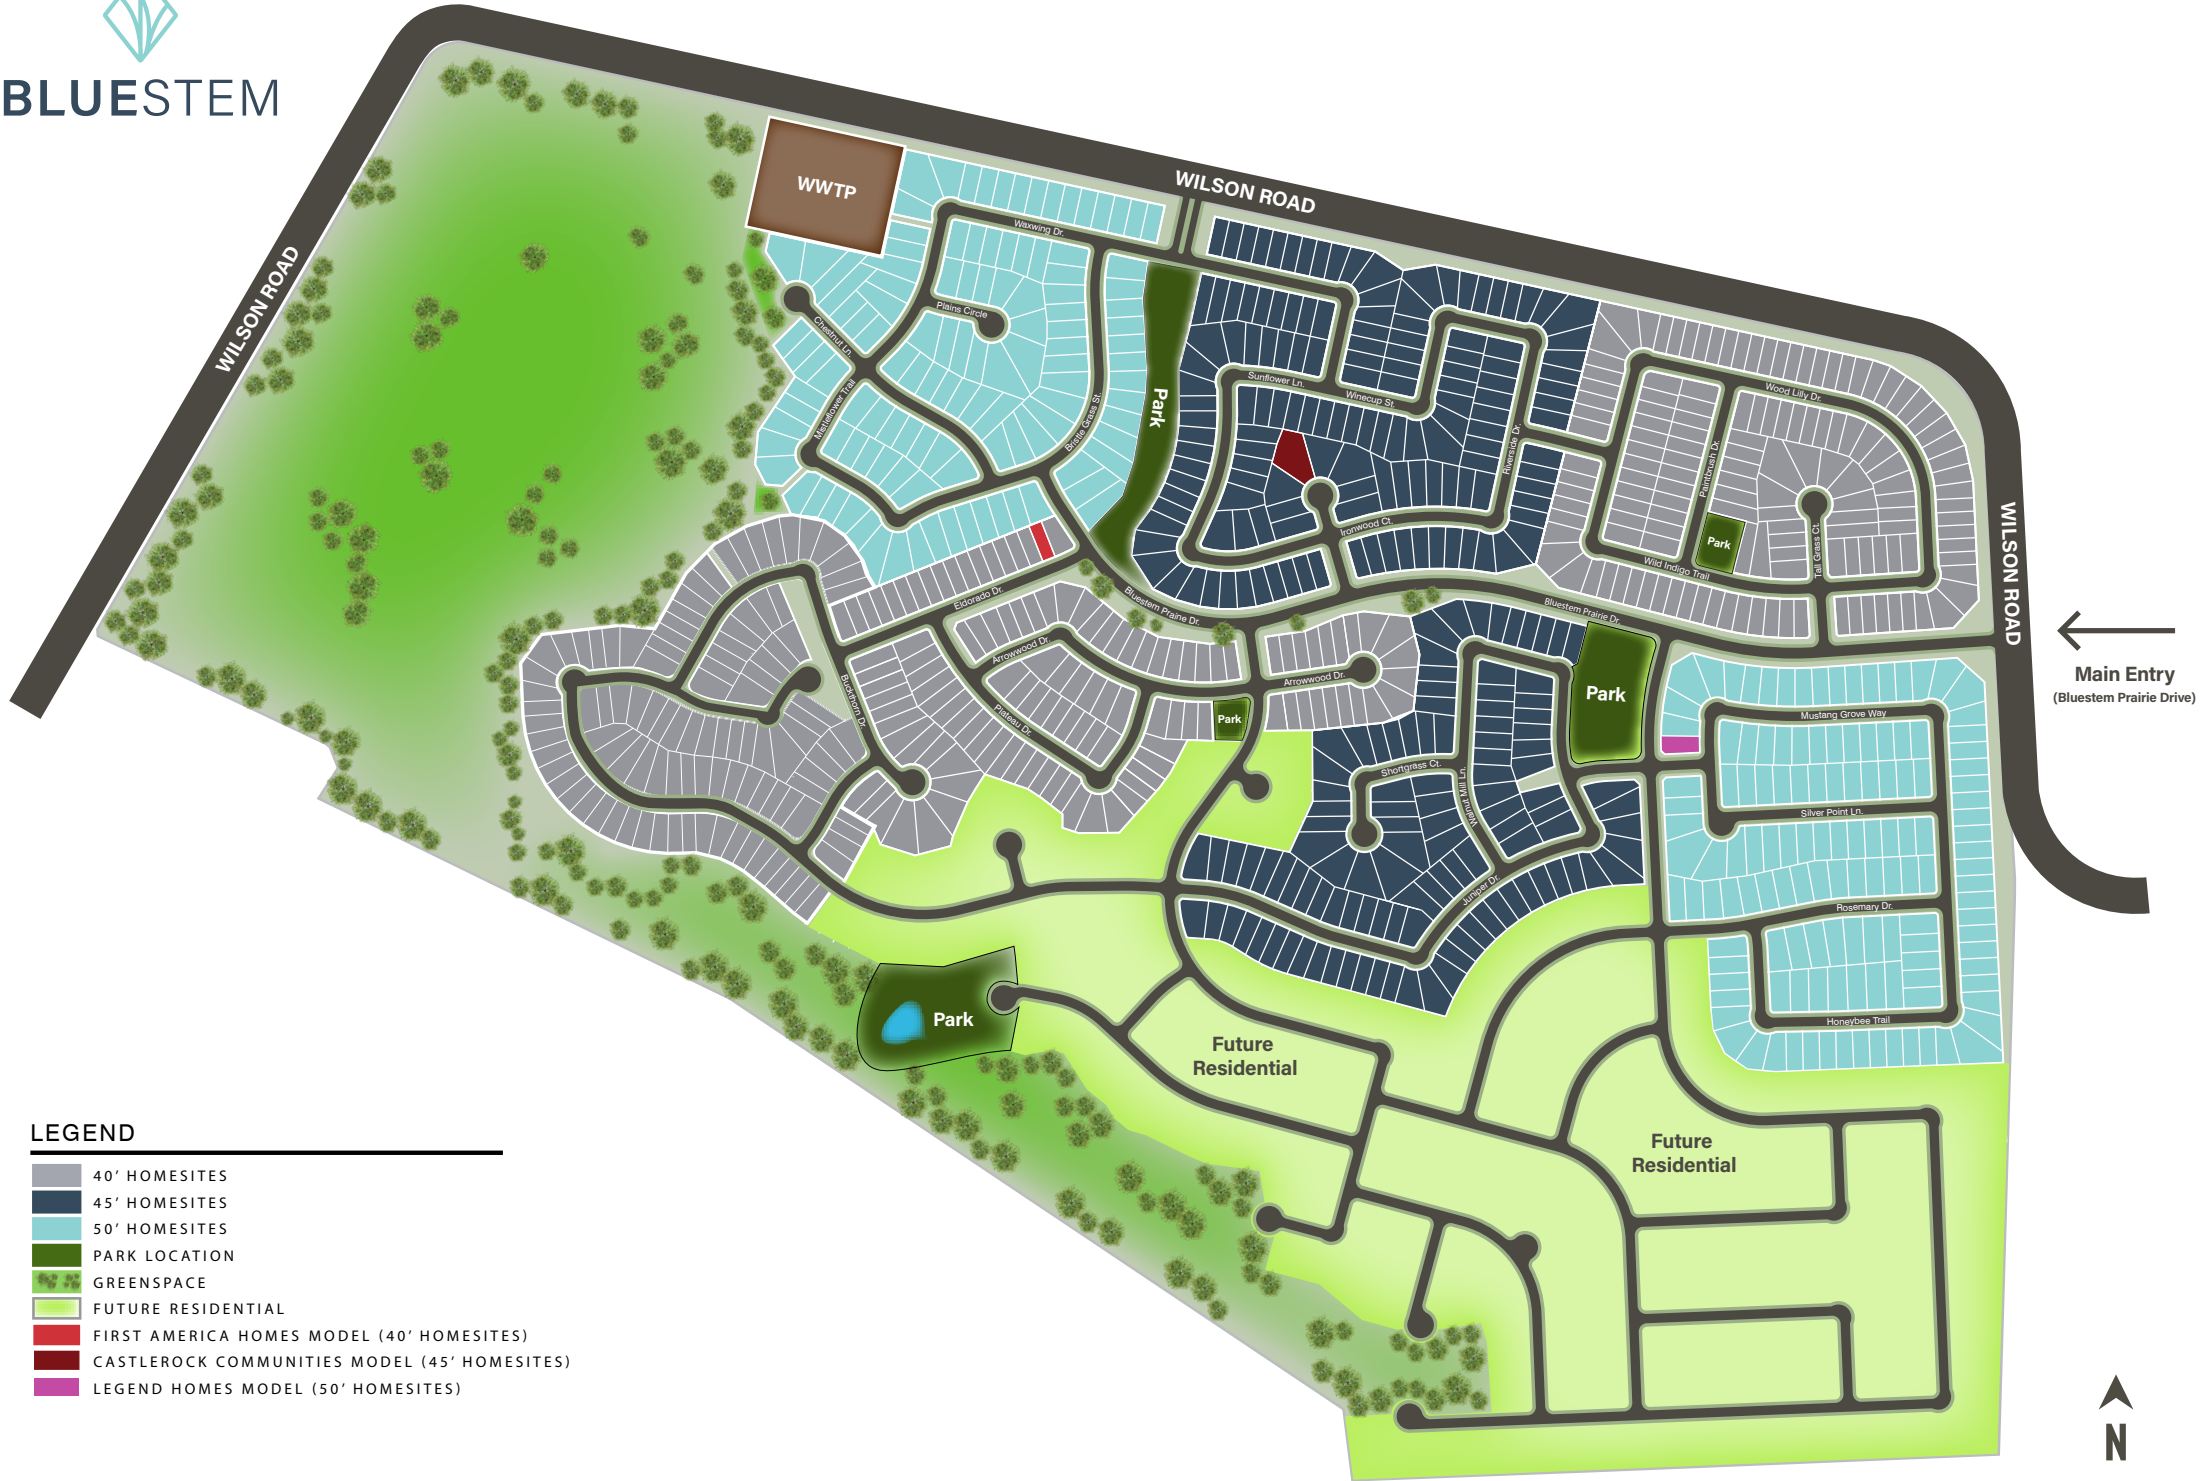 BLUESTEM
WILSON ROAD
WILSON ROAD
WILSON ROAD
WWTP
Waxwing Dr.
Plains Circle
Chestnut Ln.
Mistleflower Trail
Bristle Grass St.
Park
Sunflower Ln.
Winecup St.
Riverside Dr.
Ironwood Ct.
Wood Lilly Dr.
Paintbrush Dr.
Park
Tall Grass Ct.
Wild Indigo Trail
Eldorado Dr.
Bluestem Prairie Dr.
Bluestem Prairie Dr.
Arrowwood Dr.
Arrowwood Dr.
Buckthorn Dr.
Plateau Dr.
Park
Park
Main Entry
(Bluestem Prairie Drive)
Mustang Grove Way
Shortgrass Ct.
Walnut Mill Ln.
Silver Point Ln.
Juniper Dr.
Rosemary Dr.
Honeybee Trail
Park
Future
Residential
Future
Residential
LEGEND
40' HOMESITES
45' HOMESITES
50' HOMESITES
PARK LOCATION
GREENSPACE
FUTURE RESIDENTIAL
FIRST AMERICA HOMES MODEL (40' HOMESITES)
CASTLEROCK COMMUNITIES MODEL (45' HOMESITES)
LEGEND HOMES MODEL (50' HOMESITES)
N